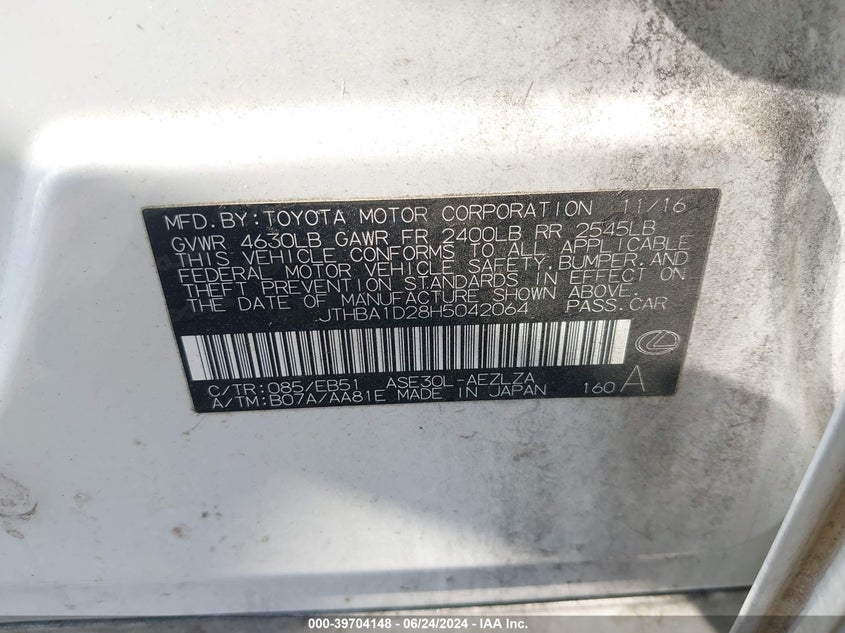 MFD.BY:TOYOTA MOTOR CORPORATION 11/16
GVWR 4630LB GAWR FR 2400LB RR 2545LB
THIS VEHICLE CONFORMS TO ALL APPLICABLE
FEDERAL MOTOR VEHICLE SAFETY,BUMPER,AND
THEFT PREVENTION STANDARDS IN EFFECT ON
THE DATE OF MANUFACTURE SHOWN ABOVE.
JTHBA1D28H5042064 PASS.CAR
C/TR:085/EB51 ASE30L-AEZLZA
A/TM:B07A/AA81E MADE IN JAPAN 160 A
000-39704148 - 06/24/2024 - IAAI Inc.